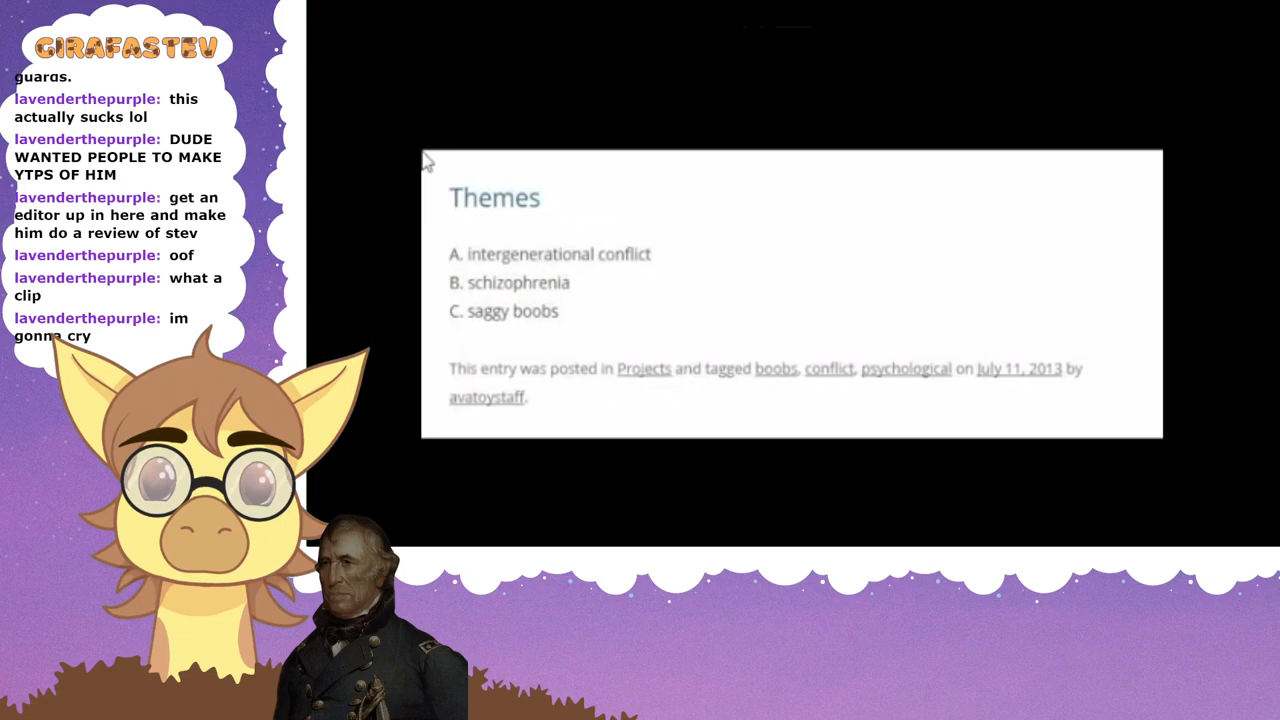 GIRAFASTEV
guards.
lavenderthepurple: this
actually sucks lol
lavenderthepurple: DUDE
WANTED PEOPLE TO MAKE
YTPS OF HIM
lavenderthepurple: get an
editor up in here and make
him do a review of stev
lavenderthepurple: oof
lavenderthepurple: what a
clip
lavenderthepurple: im
gonna cry
Themes
A. intergenerational conflict
B. schizophrenia
C. saggy boobs
This entry was posted in Projects and tagged boobs, conflict, psychological on July 11, 2013 by
avatoystaff.